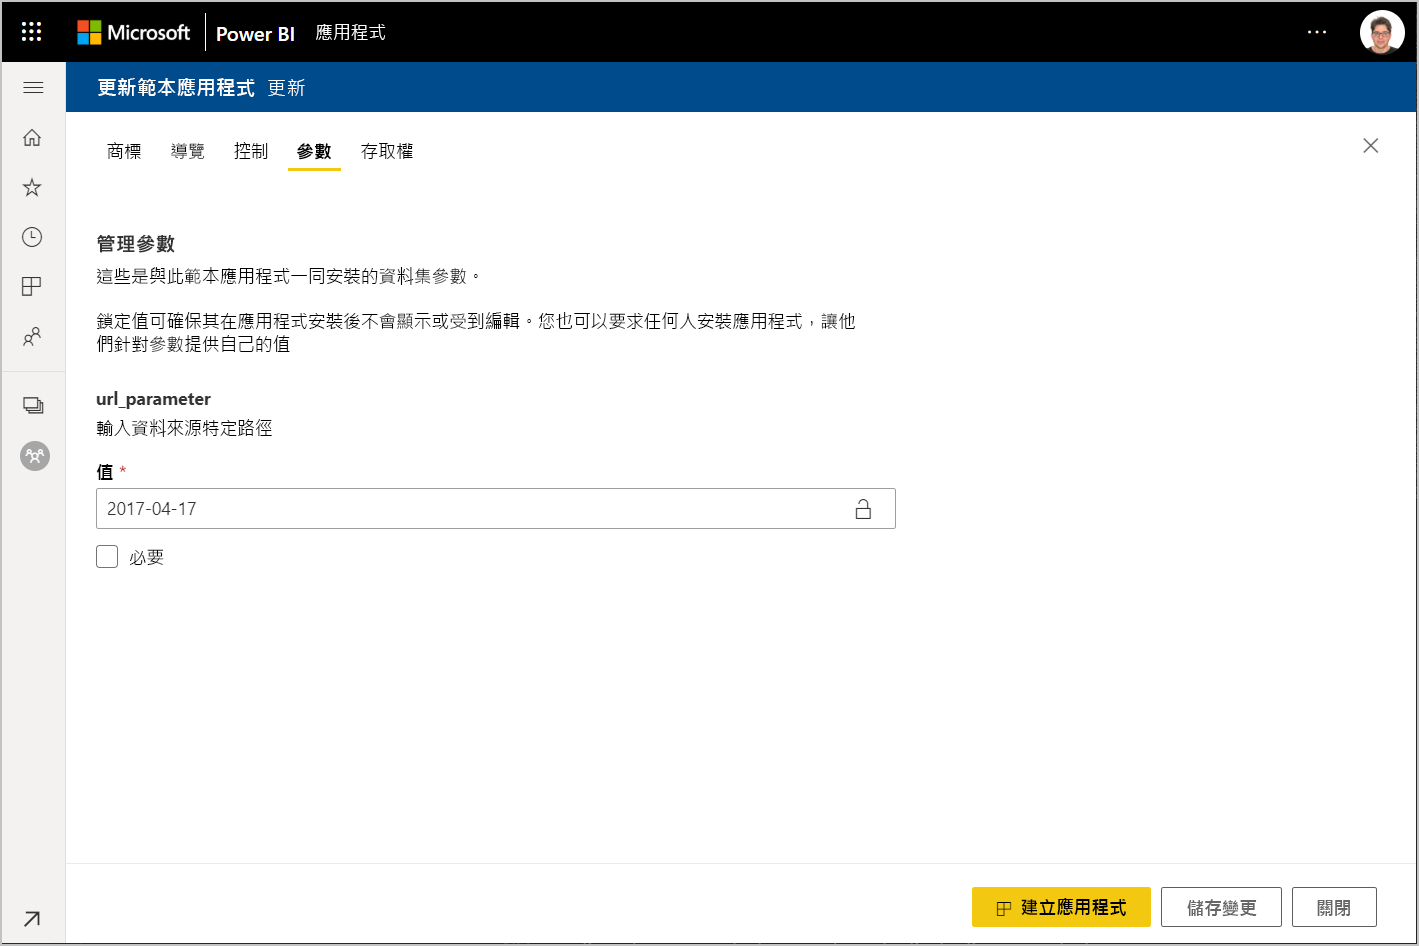 Microsoft Power BI 應用程式
更新範本應用程式 更新
商標 導覽 控制 參數 存取權
管理參數
這些是與此範本應用程式一同安裝的資料集參數。
鎖定值可確保其在應用程式安裝後不會顯示或受到編輯。您也可以要求任何人安裝應用程式，讓他
們針對參數提供自己的值
url_parameter
輸入資料來源特定路徑
值 *
2017-04-17
必要
建立應用程式 儲存變更 關閉